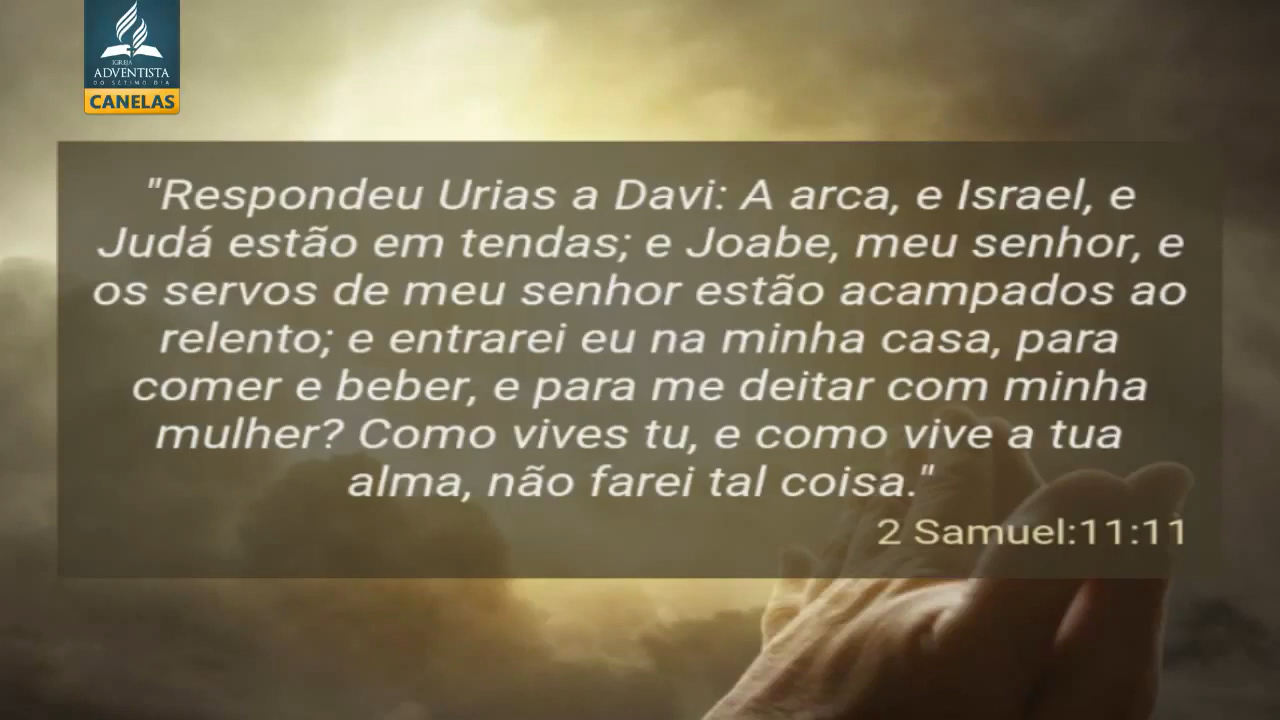 IGREJA
ADVENTISTA
DO SÉTIMO DIA
CANELAS
"Respondeu Urias a Davi: A arca, e Israel, e
Judá estão em tendas; e Joabe, meu senhor, e
os servos de meu senhor estão acampados ao
relento; e entrarei eu na minha casa, para
comer e beber, e para me deitar com minha
mulher? Como vives tu, e como vive a tua
alma, não farei tal coisa."
2 Samuel:11:11